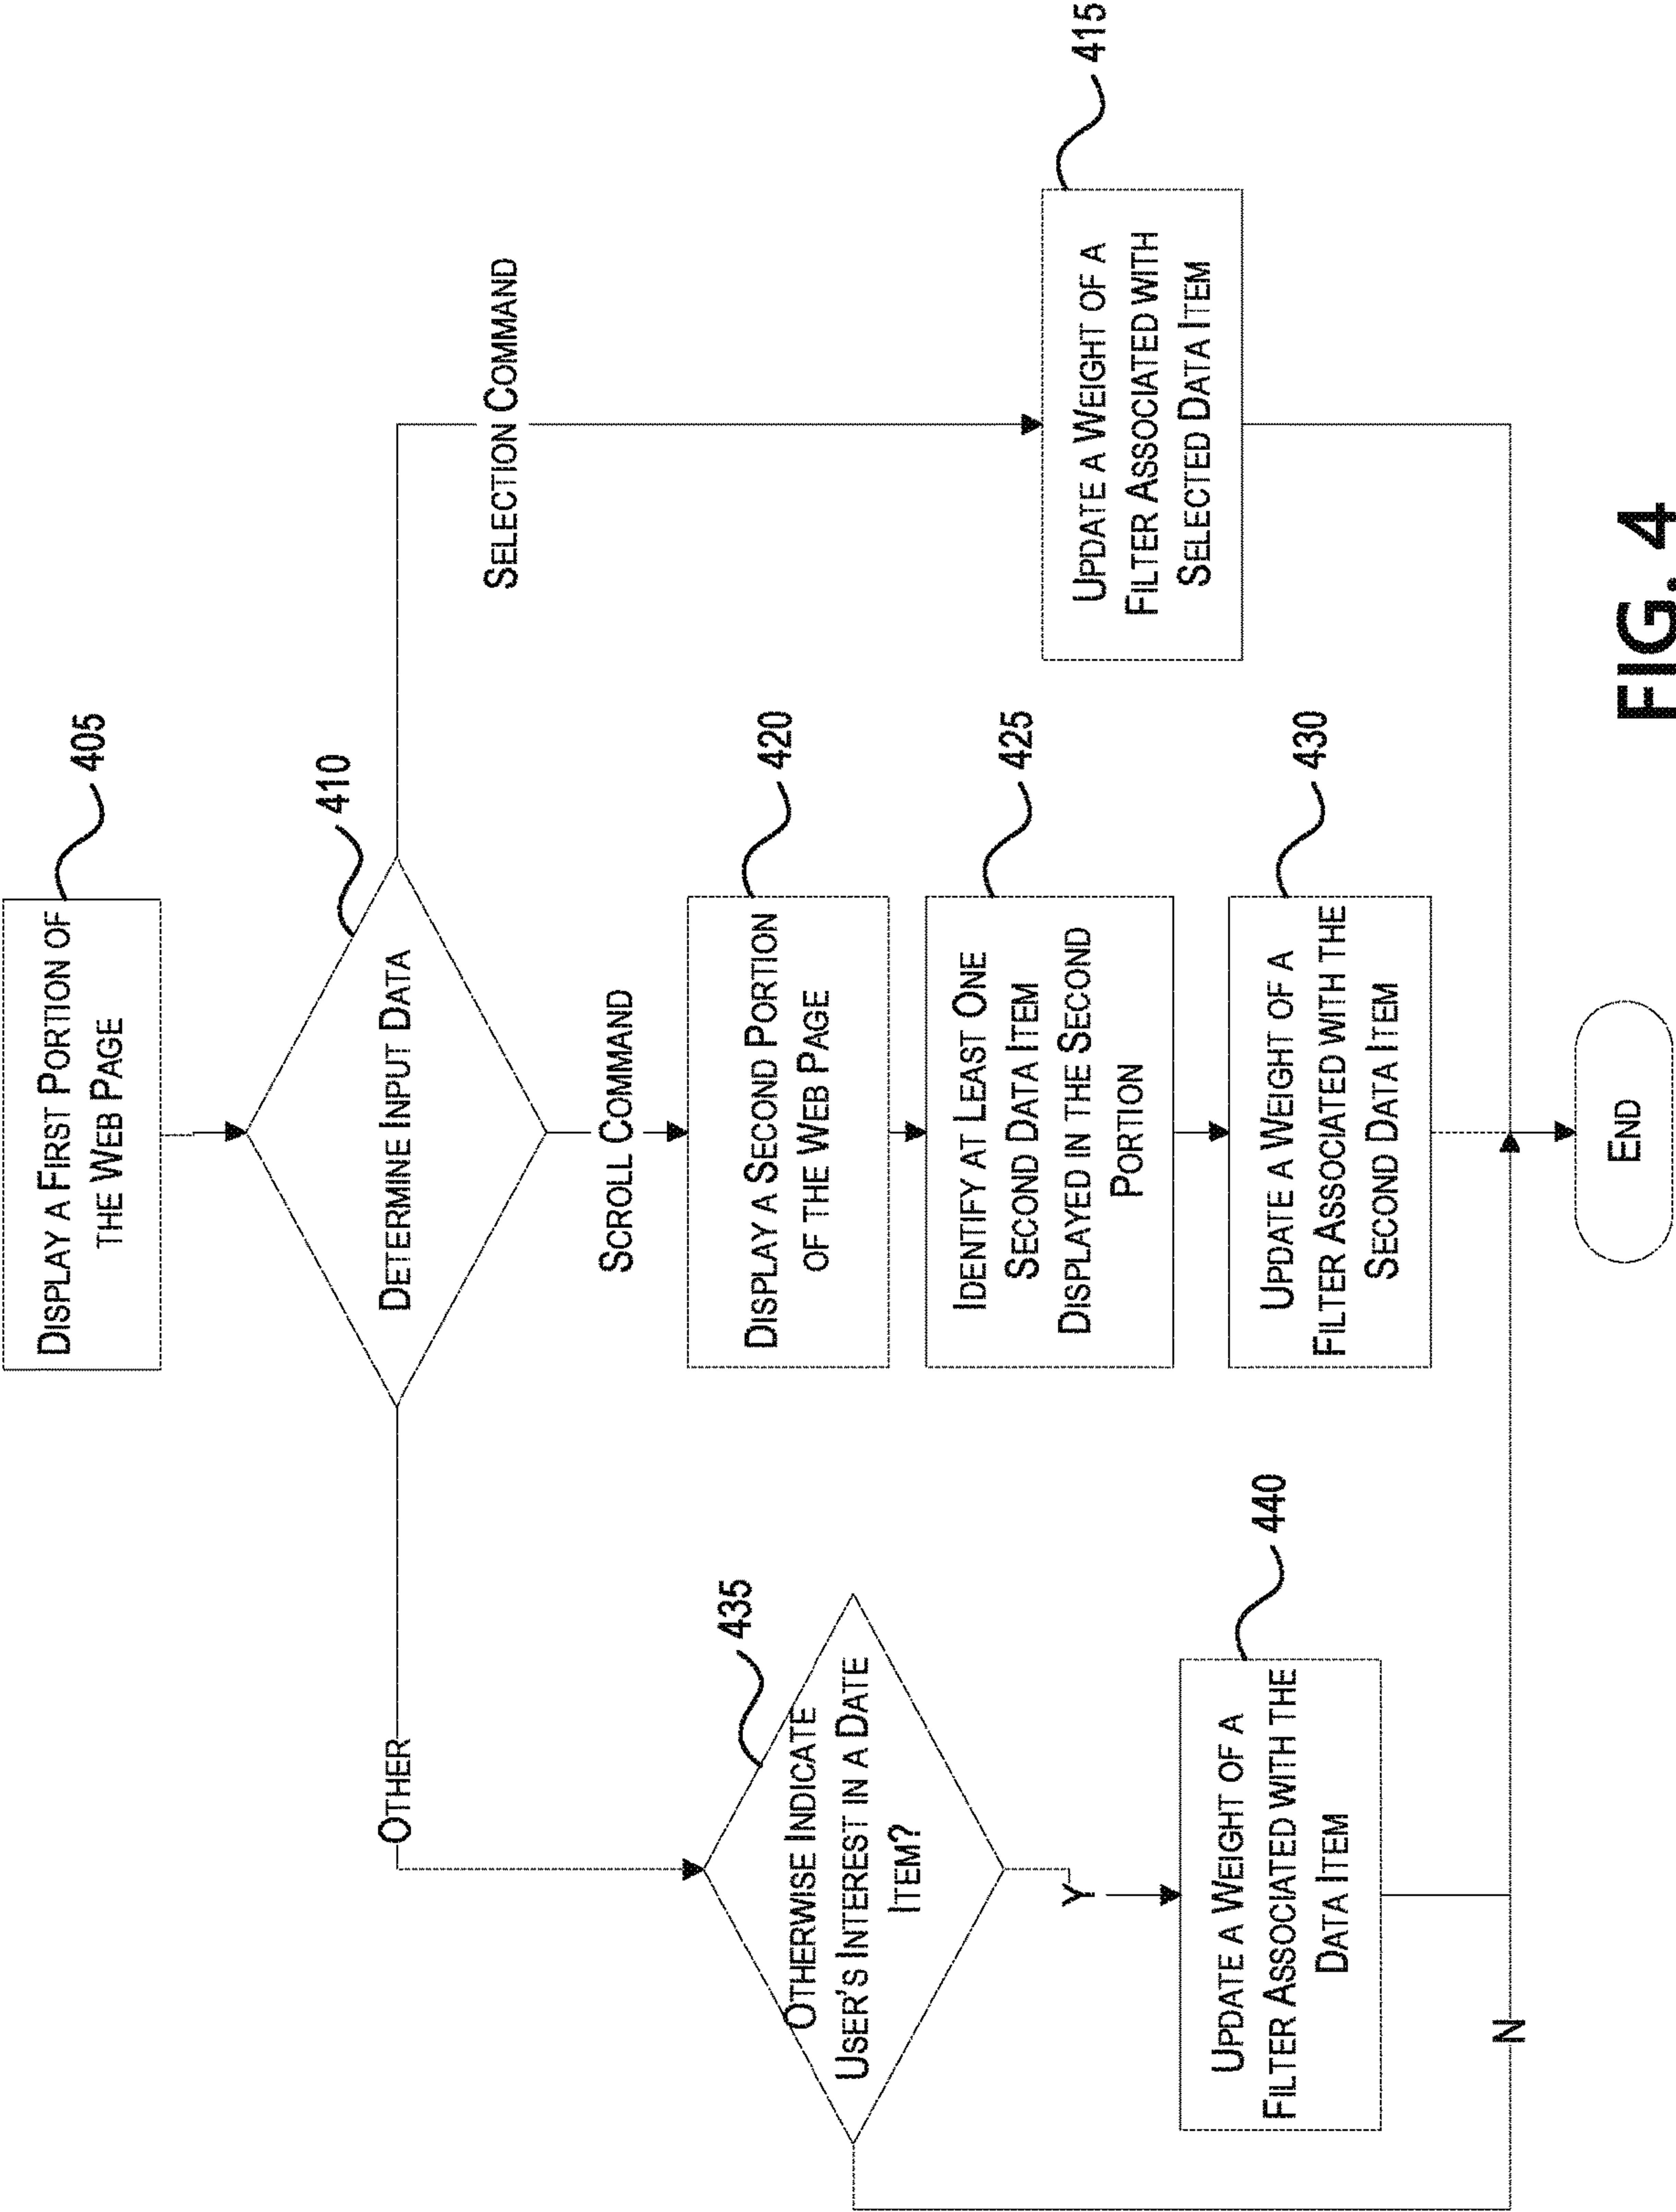 DISPLAY A FIRST PORTION OF
THE WEB PAGE
405
410
DETERMINE INPUT DATA
OTHER
SCROLL COMMAND
SELECTION COMMAND
435
OTHERWISE INDICATE
USER'S INTEREST IN A DATE
ITEM?
Y
440
UPDATE A WEIGHT OF A
FILTER ASSOCIATED WITH THE
DATA ITEM
N
420
DISPLAY A SECOND PORTION
OF THE WEB PAGE
425
IDENTIFY AT LEAST ONE
SECOND DATA ITEM
DISPLAYED IN THE SECOND
PORTION
430
UPDATE A WEIGHT OF A
FILTER ASSOCIATED WITH THE
SECOND DATA ITEM
415
UPDATE A WEIGHT OF A
FILTER ASSOCIATED WITH
SELECTED DATA ITEM
END
FIG. 4